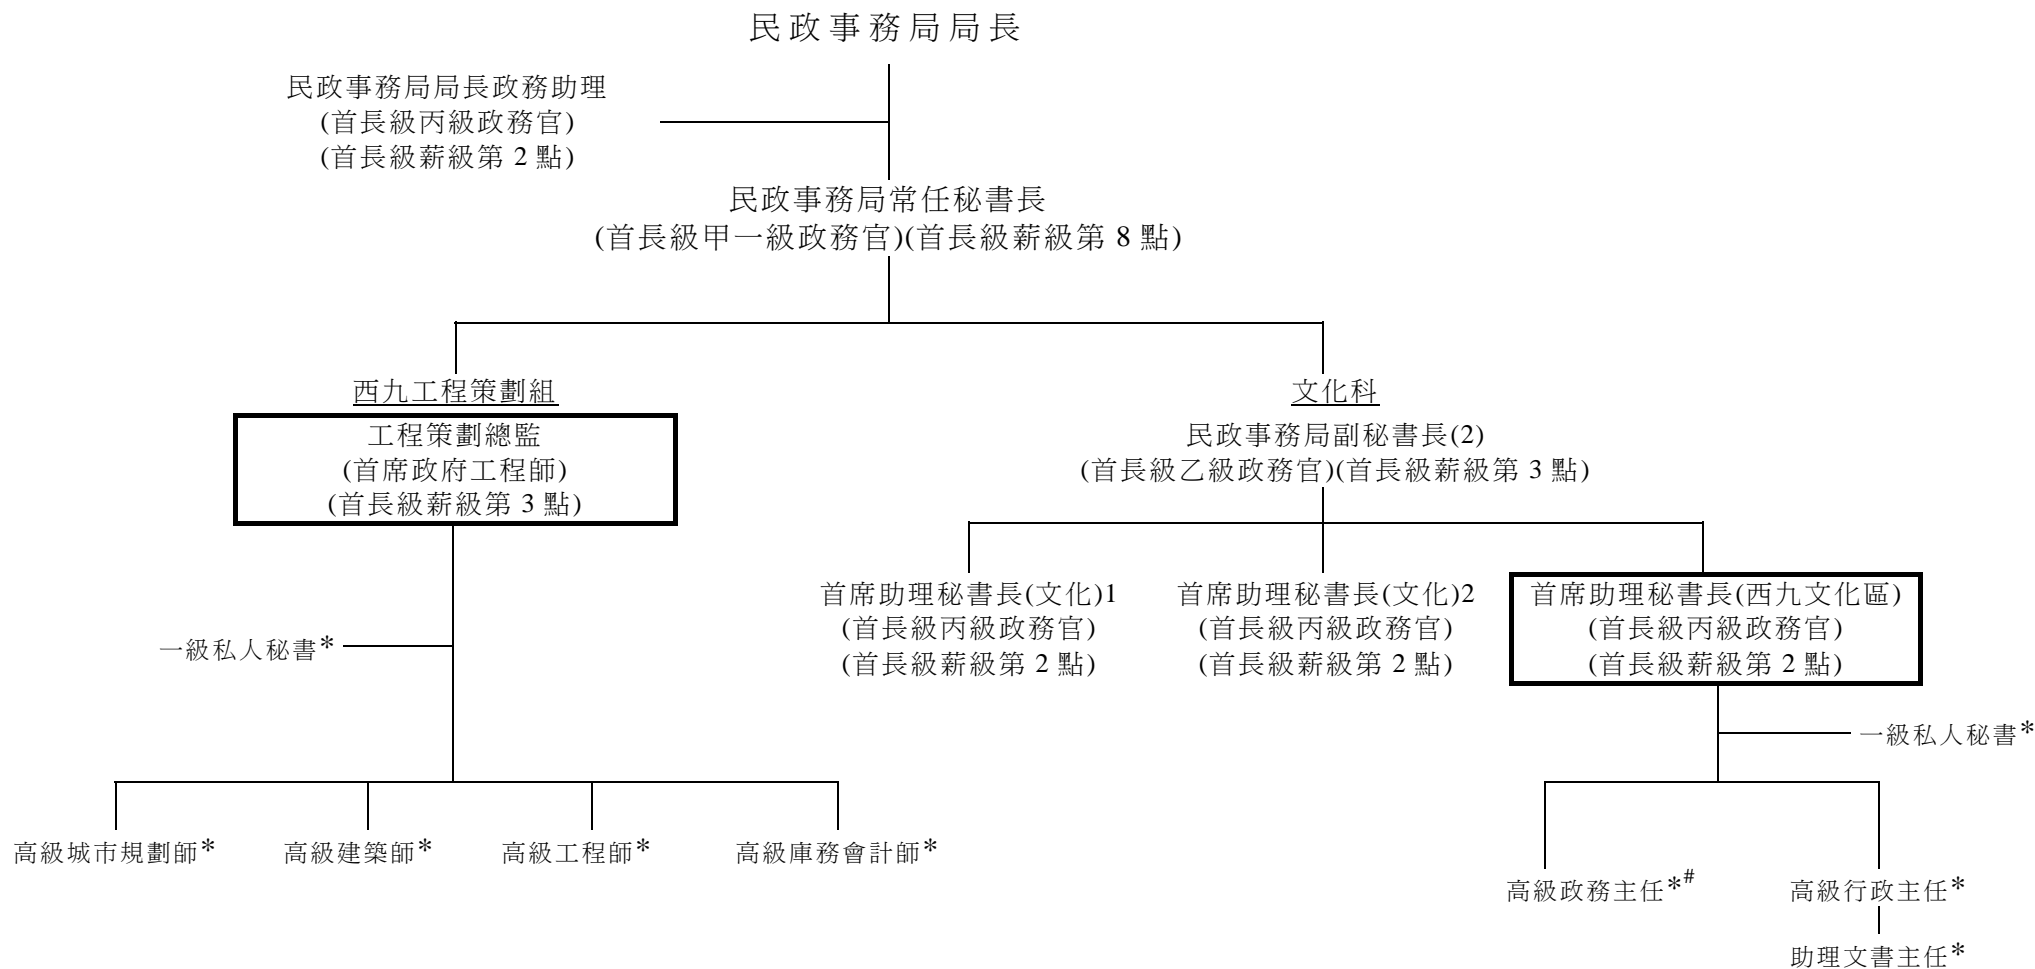 民政事務局局長
民政事務局局長政務助理
(首長級丙級政務官)
(首長級薪級第 2 點)
民政事務局常任秘書長
(首長級甲一級政務官)(首長級薪級第 8 點)
西九工程策劃組
工程策劃總監
(首席政府工程師)
(首長級薪級第 3 點)
文化科
民政事務局副秘書長(2)
(首長級乙級政務官)(首長級薪級第 3 點)
首席助理秘書長(文化)1
(首長級丙級政務官)
(首長級薪級第 2 點)
首席助理秘書長(文化)2
(首長級丙級政務官)
(首長級薪級第 2 點)
首席助理秘書長(西九文化區)
(首長級丙級政務官)
(首長級薪級第 2 點)
一級私人秘書*
一級私人秘書*
高級城市規劃師*
高級建築師*
高級工程師*
高級庫務會計師*
高級政務主任*#
高級行政主任*
助理文書主任*